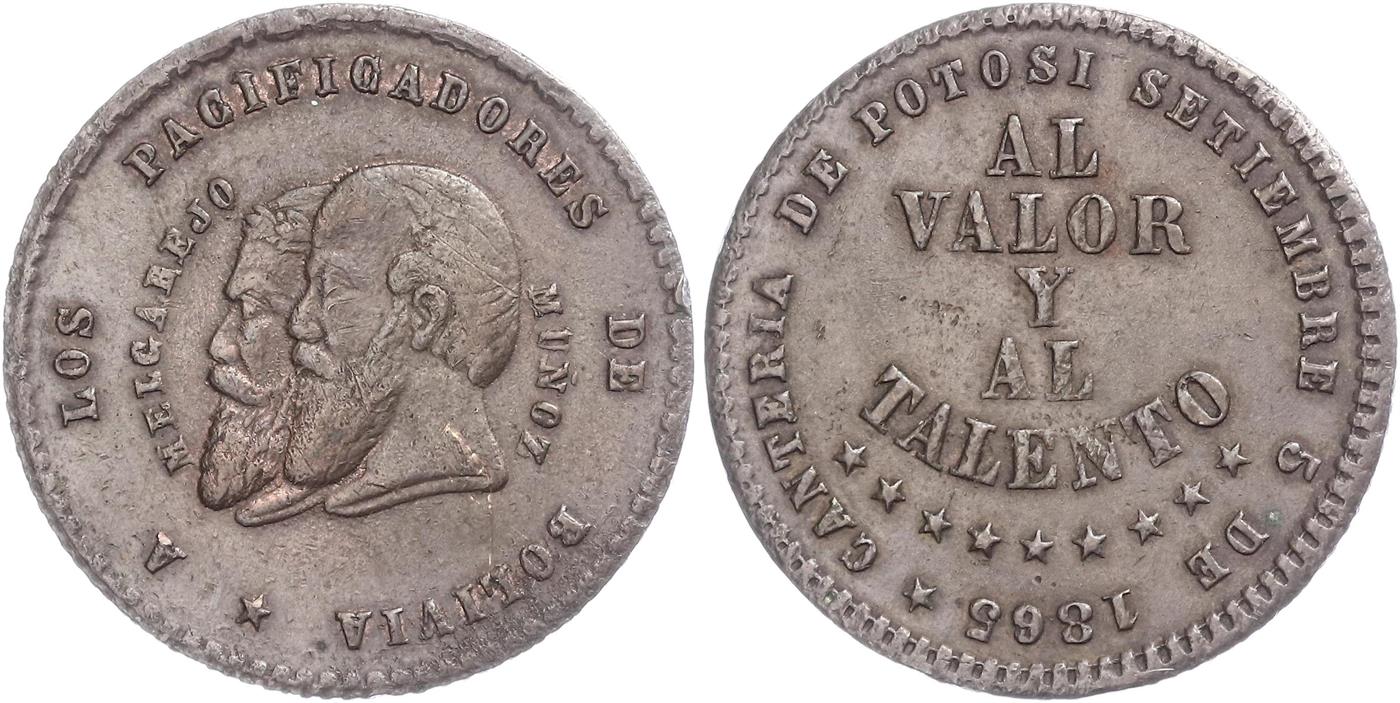 A LOS PACIFICADORES DE BOLIVIA
MELGAREJO
MUÑOZ
CANTERIA DE POTOSI SETIEMBRE 5 DE 1865
AL
VALOR
Y
AL
TALENTO